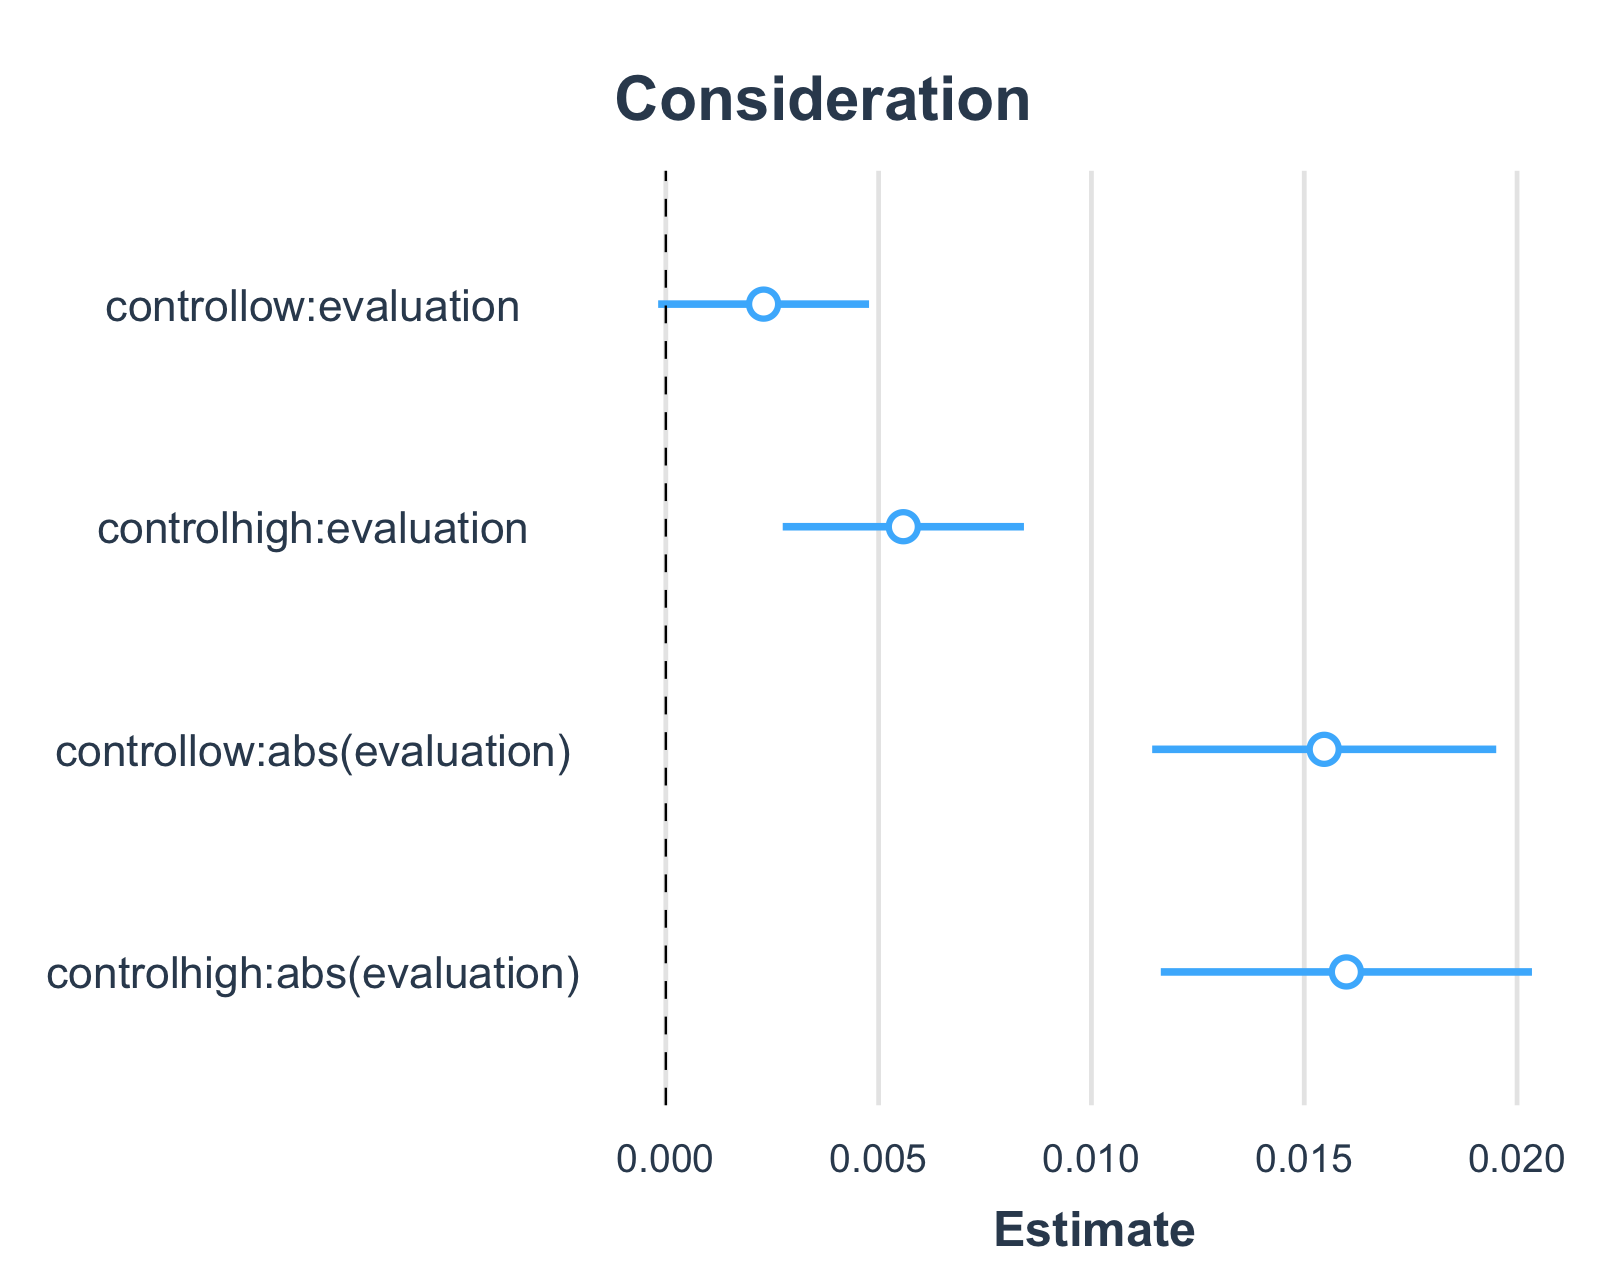 Consideration
controllow:evaluation
controlhigh:evaluation
controllow:abs(evaluation)
controlhigh:abs(evaluation)
0.000 0.005 0.010 0.015 0.020
Estimate